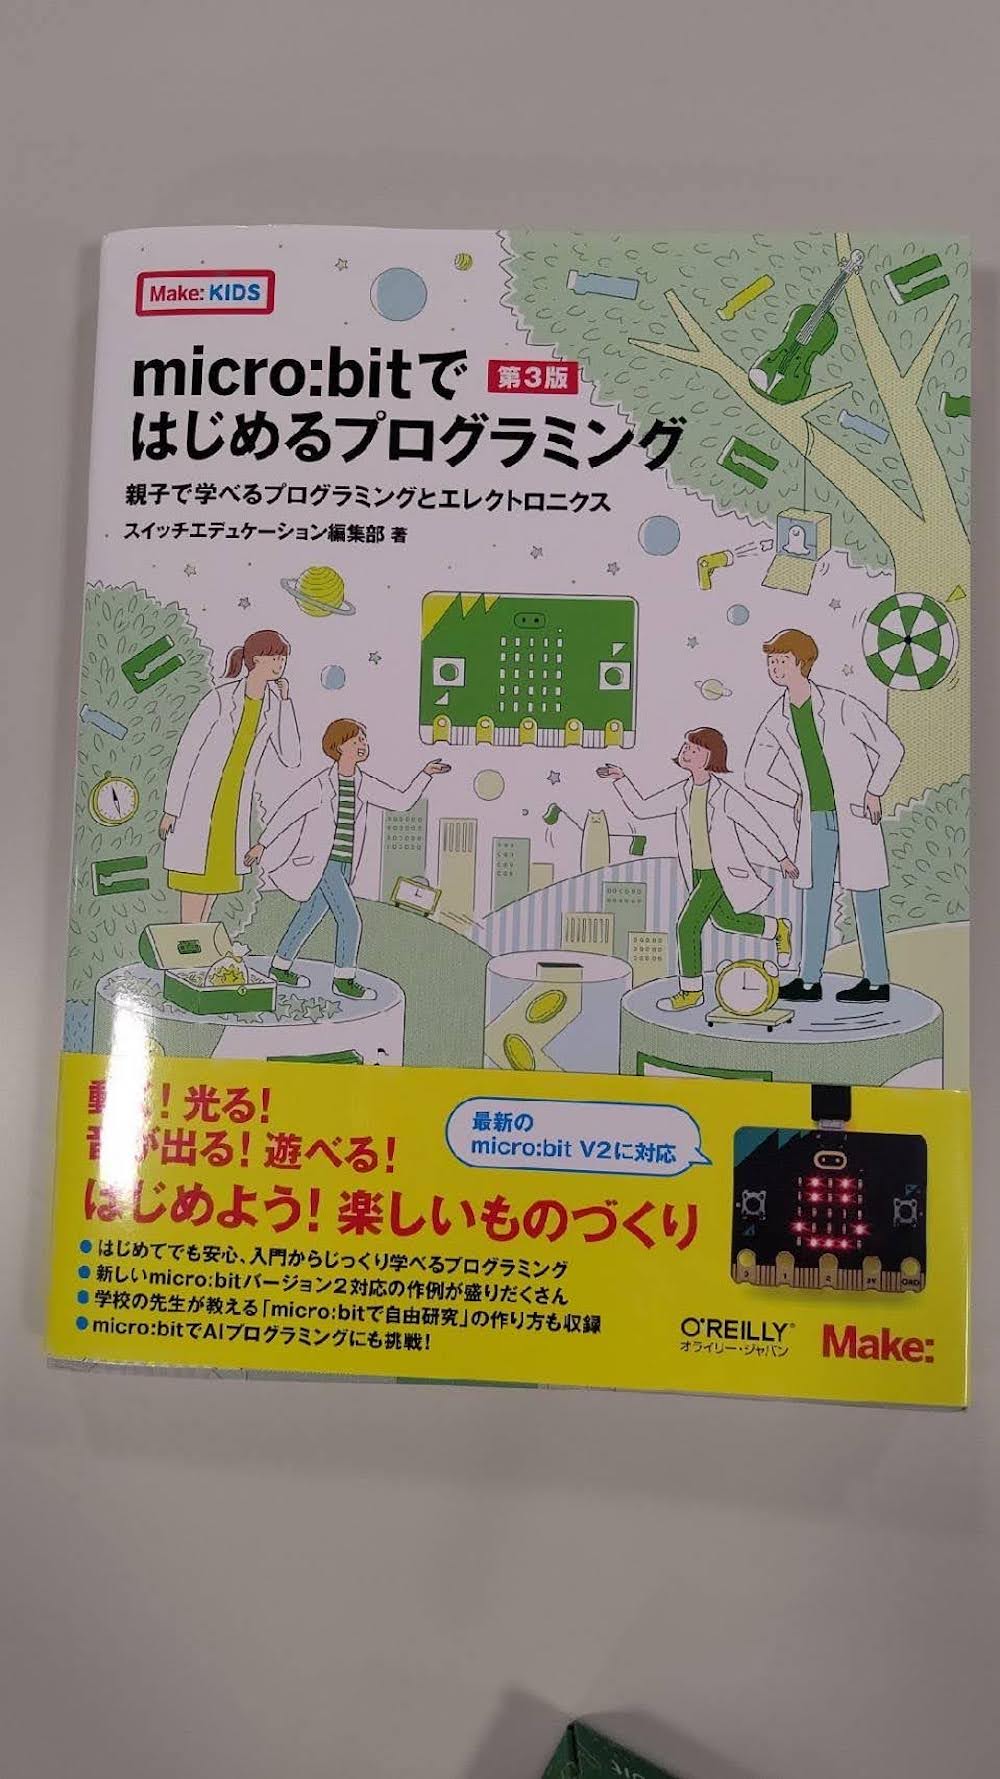 Make: KIDS
micro:bitで
第3版
はじめるプログラミング
親子で学べるプログラミングとエレクトロニクス
スイッチエデュケーション編集部 著
光る!
出る! 遊べる!
はじめよう! 楽しいものづくり
最新の
micro:bit V2に対応
● はじめてでも安心、入門からじっくり学べるプログラミング
● 新しいmicro:bitバージョン2対応の作例が盛りだくさん
● 学校の先生が教える「micro:bitで自由研究」の作り方も収録
● micro:bitでAIプログラミングにも挑戦!
0 1 2 3V GND
O'REILLY®
オライリー・ジャパン
Make: